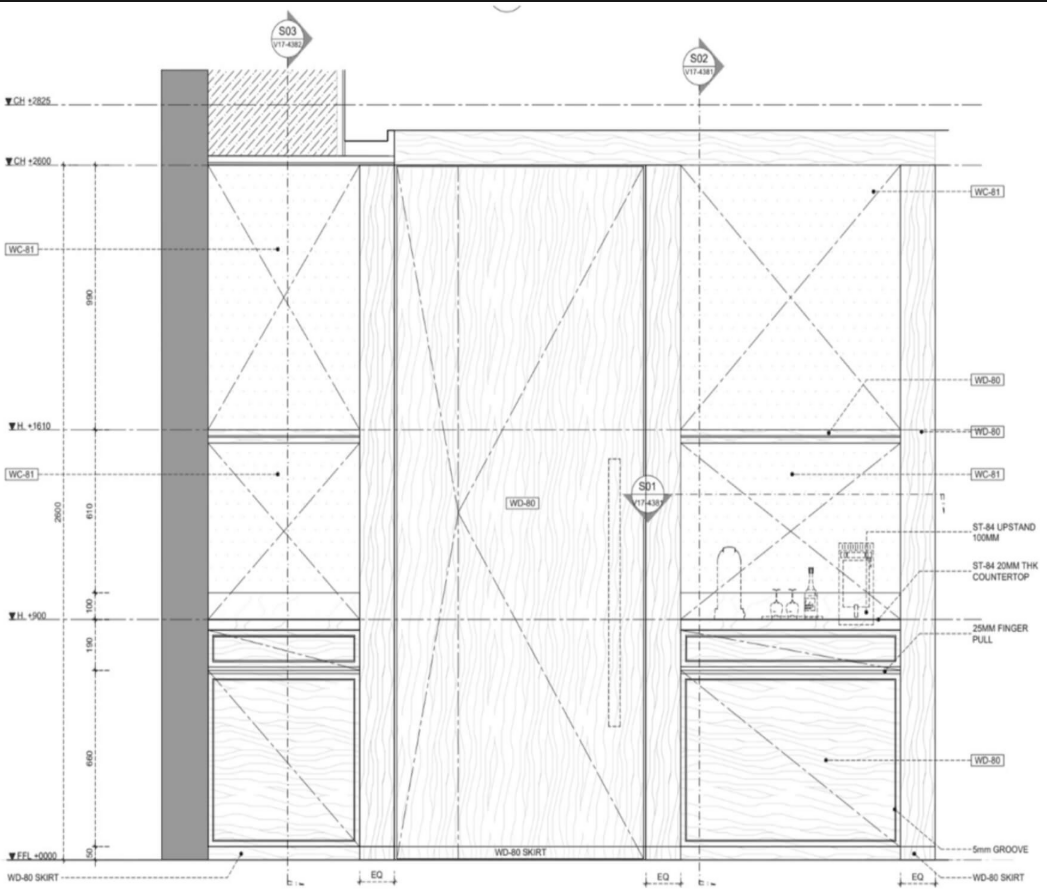 S03
V17-4382
S02
V17-4381
CH +2825
CH +2600
WC-81
WC-81
990
WD-80
H. +1610
WD-80
WC-81
WC-81
S01
V17-4381
WD-80
2600
610
ST-84 UPSTAND
100MM
ST-84 20MM THK
COUNTERTOP
100
H. +900
25MM FINGER
PULL
190
WD-80
660
5mm GROOVE
50
WD-80 SKIRT
FFL +0000
WD-80 SKIRT
EQ
EQ
EQ
WD-80 SKIRT